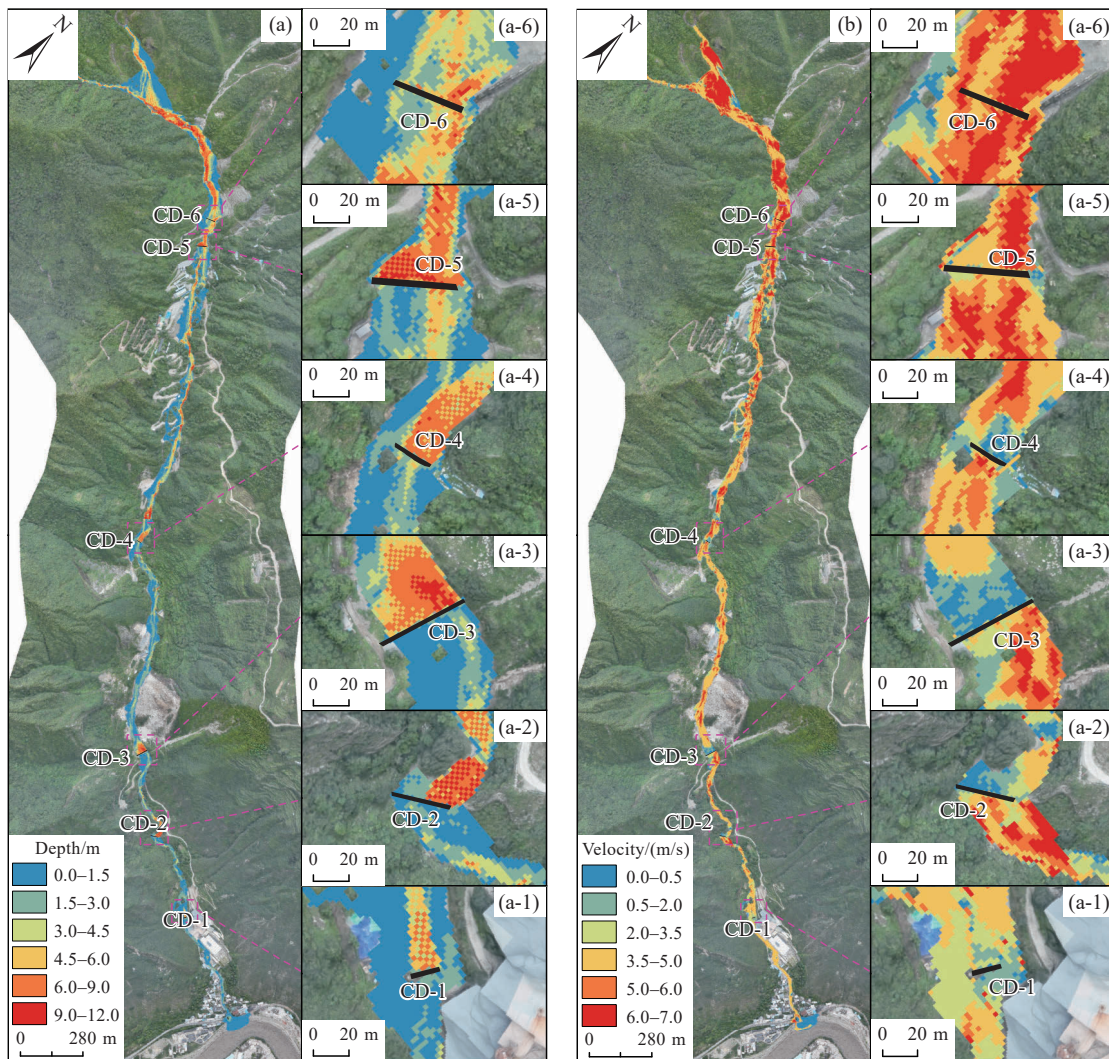 N
(a)
CD-6
CD-5
CD-4
CD-3
CD-2
CD-1
Depth/m
0.0–1.5
1.5–3.0
3.0–4.5
4.5–6.0
6.0–9.0
9.0–12.0
0 280 m
0 20 m
(a-6)
CD-6
0 20 m
(a-5)
CD-5
0 20 m
(a-4)
CD-4
(a-3)
CD-3
0 20 m
(a-2)
CD-2
0 20 m
(a-1)
CD-1
0 20 m
N
(b)
CD-6
CD-5
CD-4
CD-3
CD-2
CD-1
Velocity/(m/s)
0.0–0.5
0.5–2.0
2.0–3.5
3.5–5.0
5.0–6.0
6.0–7.0
0 280 m
0 20 m
(a-6)
CD-6
0 20 m
(a-5)
CD-5
0 20 m
(a-4)
CD-4
(a-3)
CD-3
0 20 m
(a-2)
CD-2
0 20 m
(a-1)
CD-1
0 20 m